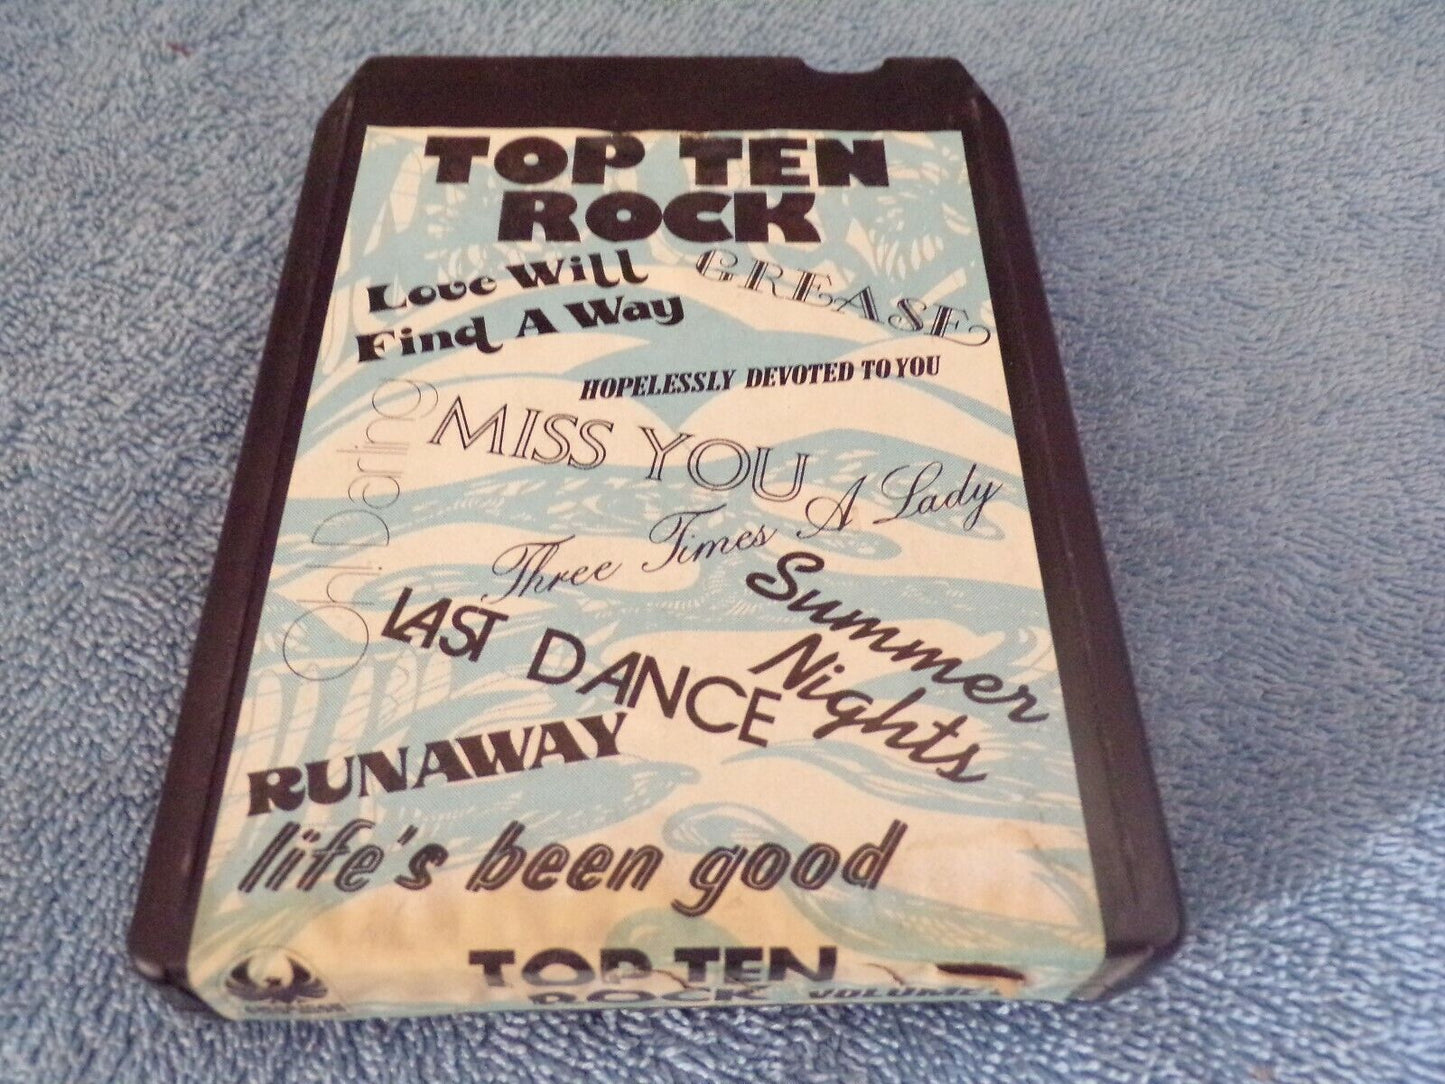 TOP TEN
ROCK
Love Will
Find A Way
GREASE
HOPELESSLY DEVOTED TO YOU
Oh! Darling
MISS YOU
Three Times A Lady
Summer
Nights
LAST DANCE
RUNAWAY
life's been good
TOP TEN
ROCK VOLUME